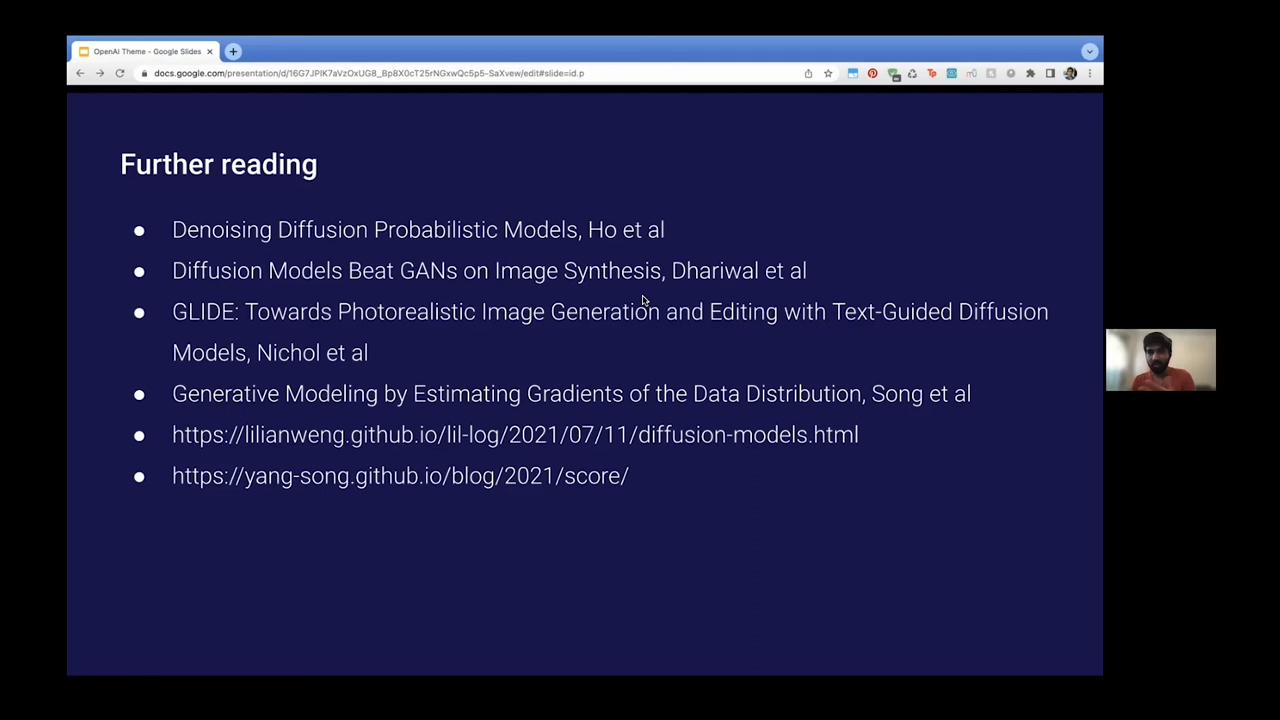 OpenAI Theme - Google Slides
docs.google.com/presentation/d/16G7JPIK7aVzOxUG8_Bp8X0cT25rNGxwQc5p5-SaXvew/edit#slide=id.p
Further reading
● Denoising Diffusion Probabilistic Models, Ho et al
● Diffusion Models Beat GANs on Image Synthesis, Dhariwal et al
● GLIDE: Towards Photorealistic Image Generation and Editing with Text-Guided Diffusion
Models, Nichol et al
● Generative Modeling by Estimating Gradients of the Data Distribution, Song et al
● https://lilianweng.github.io/lil-log/2021/07/11/diffusion-models.html
● https://yang-song.github.io/blog/2021/score/